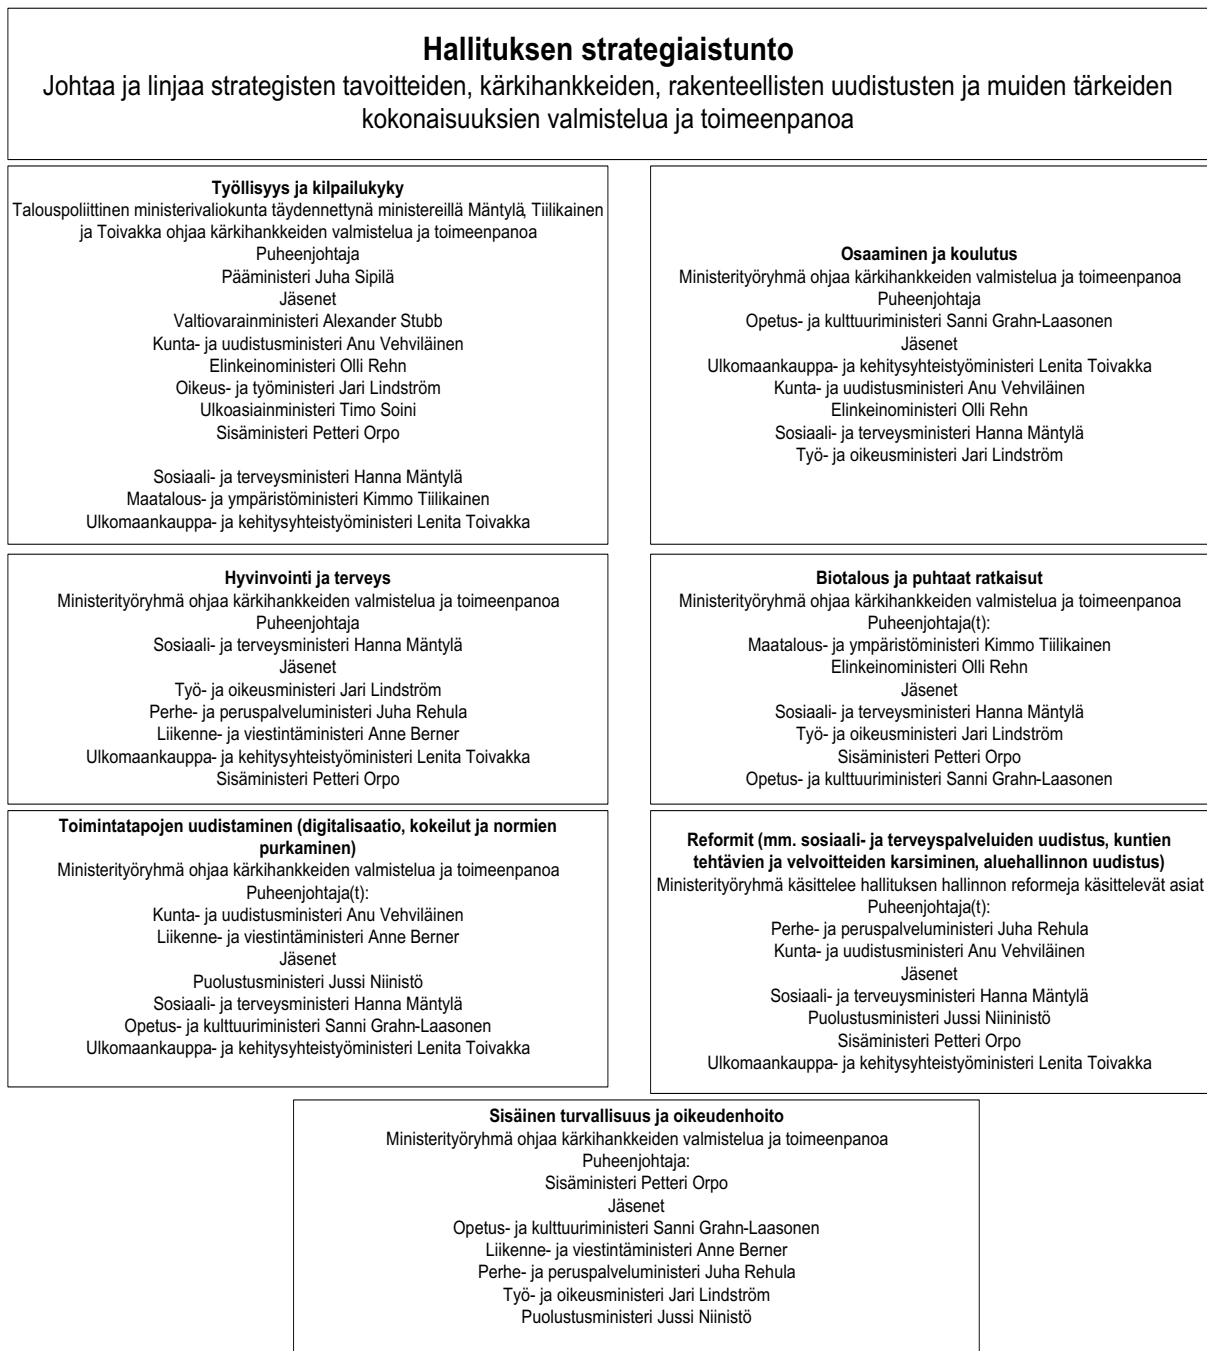 Hallituksen strategiaistunto
Johtaa ja linjaa strategisten tavoitteiden, kärkihankkeiden, rakenteellisten uudistusten ja muiden tärkeiden
kokonaisuuksien valmistelua ja toimeenpanoa
Työllisyys ja kilpailukyky
Talouspoliittinen ministerivaliokunta täydennettynä ministereillä Mäntylä, Tiilikainen
ja Toivakka ohjaa kärkihankkeiden valmistelua ja toimeenpanoa
Puheenjohtaja
Pääministeri Juha Sipilä
Jäsenet
Valtiovarainministeri Alexander Stubb
Kunta- ja uudistusministeri Anu Vehviläinen
Elinkeinoministeri Olli Rehn
Oikeus- ja työministeri Jari Lindström
Ulkoasiainministeri Timo Soini
Sisäministeri Petteri Orpo
Sosiaali- ja terveysministeri Hanna Mäntylä
Maatalous- ja ympäristöministeri Kimmo Tiilikainen
Ulkomaankauppa- ja kehitysyhteistyöministeri Lenita Toivakka
Osaaminen ja koulutus
Ministerityöryhmä ohjaa kärkihankkeiden valmistelua ja toimeenpanoa
Puheenjohtaja
Opetus- ja kulttuuriministeri Sanni Grahn-Laasonen
Jäsenet
Ulkomaankauppa- ja kehitysyhteistyöministeri Lenita Toivakka
Kunta- ja uudistusministeri Anu Vehviläinen
Elinkeinoministeri Olli Rehn
Sosiaali- ja terveysministeri Hanna Mäntylä
Työ- ja oikeusministeri Jari Lindström
Hyvinvointi ja terveys
Ministerityöryhmä ohjaa kärkihankkeiden valmistelua ja toimeenpanoa
Puheenjohtaja
Sosiaali- ja terveysministeri Hanna Mäntylä
Jäsenet
Työ- ja oikeusministeri Jari Lindström
Perhe- ja peruspalveluministeri Juha Rehula
Liikenne- ja viestintäministeri Anne Berner
Ulkomaankauppa- ja kehitysyhteistyöministeri Lenita Toivakka
Sisäministeri Petteri Orpo
Biotalous ja puhtaat ratkaisut
Ministerityöryhmä ohjaa kärkihankkeiden valmistelua ja toimeenpanoa
Puheenjohtaja(t):
Maatalous- ja ympäristöministeri Kimmo Tiilikainen
Elinkeinoministeri Olli Rehn
Jäsenet
Sosiaali- ja terveysministeri Hanna Mäntylä
Työ- ja oikeusministeri Jari Lindström
Sisäministeri Petteri Orpo
Opetus- ja kulttuuriministeri Sanni Grahn-Laasonen
Toimintatapojen uudistaminen (digitalisaatio, kokeilut ja normien
purkaminen)
Ministerityöryhmä ohjaa kärkihankkeiden valmistelua ja toimeenpanoa
Puheenjohtaja(t):
Kunta- ja uudistusministeri Anu Vehviläinen
Liikenne- ja viestintäministeri Anne Berner
Jäsenet
Puolustusministeri Jussi Niinistö
Sosiaali- ja terveysministeri Hanna Mäntylä
Opetus- ja kulttuuriministeri Sanni Grahn-Laasonen
Ulkomaankauppa- ja kehitysyhteistyöministeri Lenita Toivakka
Reformit (mm. sosiaali- ja terveyspalveluiden uudistus, kuntien
tehtävien ja velvoitteiden karsiminen, aluehallinnon uudistus)
Ministerityöryhmä käsittelee hallituksen hallinnon reformeja käsittelevät asiat
Puheenjohtaja(t):
Perhe- ja peruspalveluministeri Juha Rehula
Kunta- ja uudistusministeri Anu Vehviläinen
Jäsenet
Sosiaali- ja terveuysministeri Hanna Mäntylä
Puolustusministeri Jussi Niininistö
Sisäministeri Petteri Orpo
Ulkomaankauppa- ja kehitysyhteistyöministeri Lenita Toivakka
Sisäinen turvallisuus ja oikeudenhoito
Ministerityöryhmä ohjaa kärkihankkeiden valmistelua ja toimeenpanoa
Puheenjohtaja:
Sisäministeri Petteri Orpo
Jäsenet
Opetus- ja kulttuuriministeri Sanni Grahn-Laasonen
Liikenne- ja viestintäministeri Anne Berner
Perhe- ja peruspalveluministeri Juha Rehula
Työ- ja oikeusministeri Jari Lindström
Puolustusministeri Jussi Niinistö